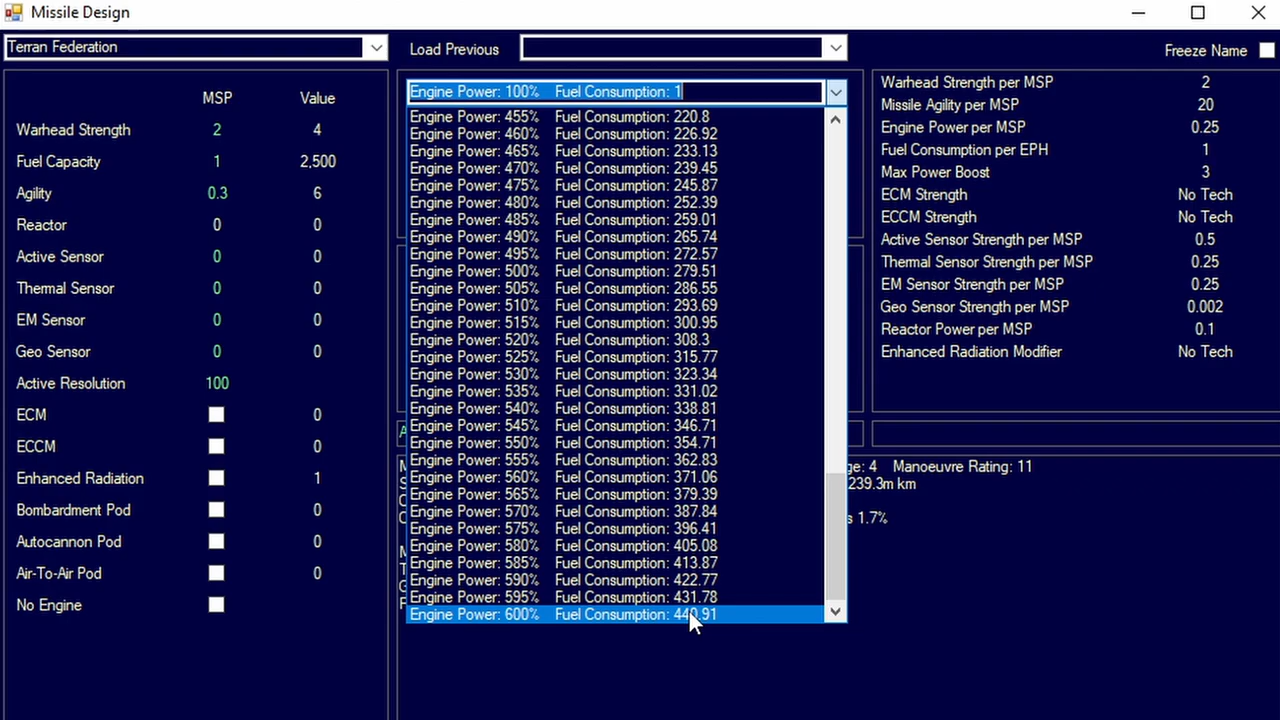 Missile Design
Terran Federation
Load Previous
Freeze Name
MSP Value
Warhead Strength 2 4
Fuel Capacity 1 2,500
Agility 0.3 6
Reactor 0 0
Active Sensor 0 0
Thermal Sensor 0 0
EM Sensor 0 0
Geo Sensor 0 0
Active Resolution 100
ECM 0
ECCM 0
Enhanced Radiation 1
Bombardment Pod 0
Autocannon Pod 0
Air-To-Air Pod 0
No Engine
Engine Power: 100% Fuel Consumption: 1
Engine Power: 455% Fuel Consumption: 220.8
Engine Power: 460% Fuel Consumption: 226.92
Engine Power: 465% Fuel Consumption: 233.13
Engine Power: 470% Fuel Consumption: 239.45
Engine Power: 475% Fuel Consumption: 245.87
Engine Power: 480% Fuel Consumption: 252.39
Engine Power: 485% Fuel Consumption: 259.01
Engine Power: 490% Fuel Consumption: 265.74
Engine Power: 495% Fuel Consumption: 272.57
Engine Power: 500% Fuel Consumption: 279.51
Engine Power: 505% Fuel Consumption: 286.55
Engine Power: 510% Fuel Consumption: 293.69
Engine Power: 515% Fuel Consumption: 300.95
Engine Power: 520% Fuel Consumption: 308.3
Engine Power: 525% Fuel Consumption: 315.77
Engine Power: 530% Fuel Consumption: 323.34
Engine Power: 535% Fuel Consumption: 331.02
Engine Power: 540% Fuel Consumption: 338.81
Engine Power: 545% Fuel Consumption: 346.71
Engine Power: 550% Fuel Consumption: 354.71
Engine Power: 555% Fuel Consumption: 362.83
Engine Power: 560% Fuel Consumption: 371.06
Engine Power: 565% Fuel Consumption: 379.39
Engine Power: 570% Fuel Consumption: 387.84
Engine Power: 575% Fuel Consumption: 396.41
Engine Power: 580% Fuel Consumption: 405.08
Engine Power: 585% Fuel Consumption: 413.87
Engine Power: 590% Fuel Consumption: 422.77
Engine Power: 595% Fuel Consumption: 431.78
Engine Power: 600% Fuel Consumption: 440.91
Warhead Strength per MSP 2
Missile Agility per MSP 20
Engine Power per MSP 0.25
Fuel Consumption per EPH 1
Max Power Boost 3
ECM Strength No Tech
ECCM Strength No Tech
Active Sensor Strength per MSP 0.5
Thermal Sensor Strength per MSP 0.25
EM Sensor Strength per MSP 0.25
Geo Sensor Strength per MSP 0.002
Reactor Power per MSP 0.1
Enhanced Radiation Modifier No Tech
ge: 4 Manoeuvre Rating: 11
239.3m km
s 1.7%